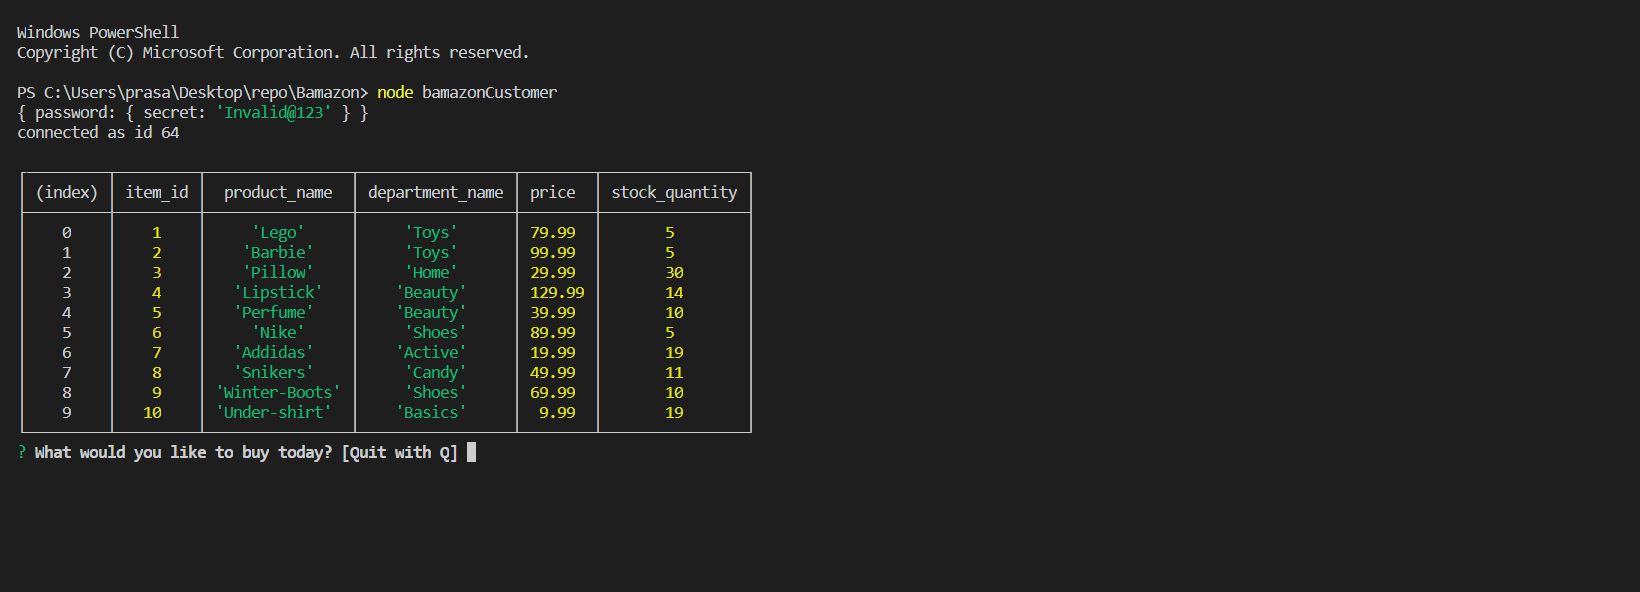 Windows PowerShell
Copyright (C) Microsoft Corporation. All rights reserved.
PS C:\Users\prasa\Desktop\repo\Bamazon> node bamazonCustomer
{ password: { secret: 'Invalid@123' } }
connected as id 64
(index) item_id product_name department_name price stock_quantity
0 1 'Lego' 'Toys' 79.99 5
1 2 'Barbie' 'Toys' 99.99 5
2 3 'Pillow' 'Home' 29.99 30
3 4 'Lipstick' 'Beauty' 129.99 14
4 5 'Perfume' 'Beauty' 39.99 10
5 6 'Nike' 'Shoes' 89.99 5
6 7 'Addidas' 'Active' 19.99 19
7 8 'Snikers' 'Candy' 49.99 11
8 9 'Winter-Boots' 'Shoes' 69.99 10
9 10 'Under-shirt' 'Basics' 9.99 19
? What would you like to buy today? [Quit with Q]